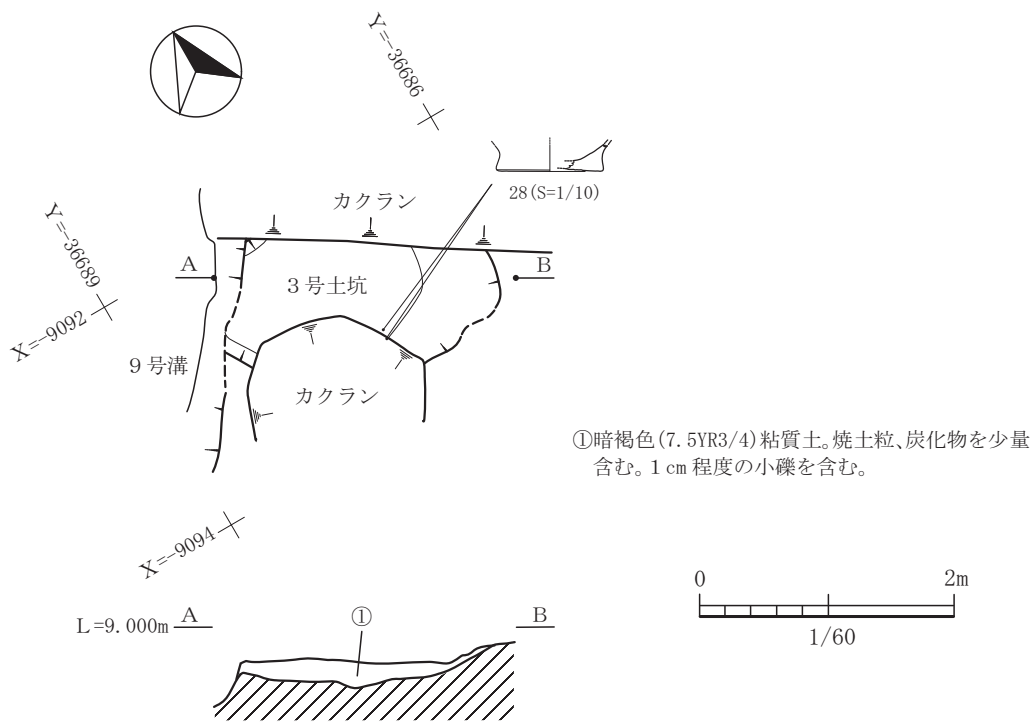 Y=-36686
28(S=1/10)
カクラン
Y=-36689
A
B
3号土坑
X=-9092
9号溝
カクラン
①暗褐色(7.5YR3/4)粘質土。焼土粒、炭化物を少量
含む。1cm程度の小礫を含む。
X=-9094
0
2m
1/60
L=9.000m
A
①
B